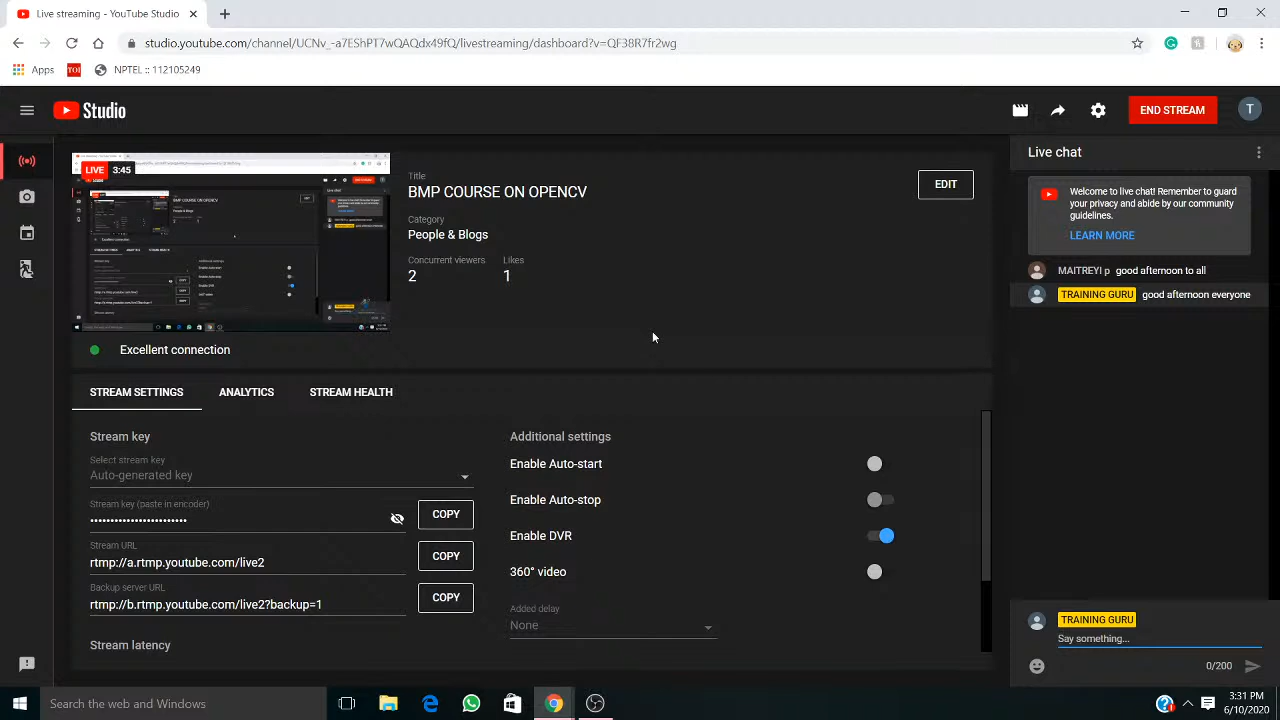 Live streaming - YouTube Studio
studio.youtube.com/channel/UCNv_-a7EShPT7wQAQdx49fQ/livestreaming/dashboard?v=QF38R7fr2wg
Apps TOI NPTEL :: 112105249
Studio
END STREAM
T
LIVE 3:45
Title
BMP COURSE ON OPENCV
EDIT
Category
People & Blogs
Concurrent viewers Likes
2 1
Excellent connection
STREAM SETTINGS ANALYTICS STREAM HEALTH
Stream key
Select stream key
Auto-generated key
Stream key (paste in encoder)
••••••••••••••••••••••••
COPY
Stream URL
rtmp://a.rtmp.youtube.com/live2
COPY
Backup server URL
rtmp://b.rtmp.youtube.com/live2?backup=1
COPY
Stream latency
Additional settings
Enable Auto-start
Enable Auto-stop
Enable DVR
360° video
Added delay
None
Live chat
Welcome to live chat! Remember to guard
your privacy and abide by our community
guidelines.
LEARN MORE
MAITREYI p good afternoon to all
TRAINING GURU good afternoon everyone
TRAINING GURU
Say something...
0/200
Search the web and Windows
3:31 PM
6/10/2020